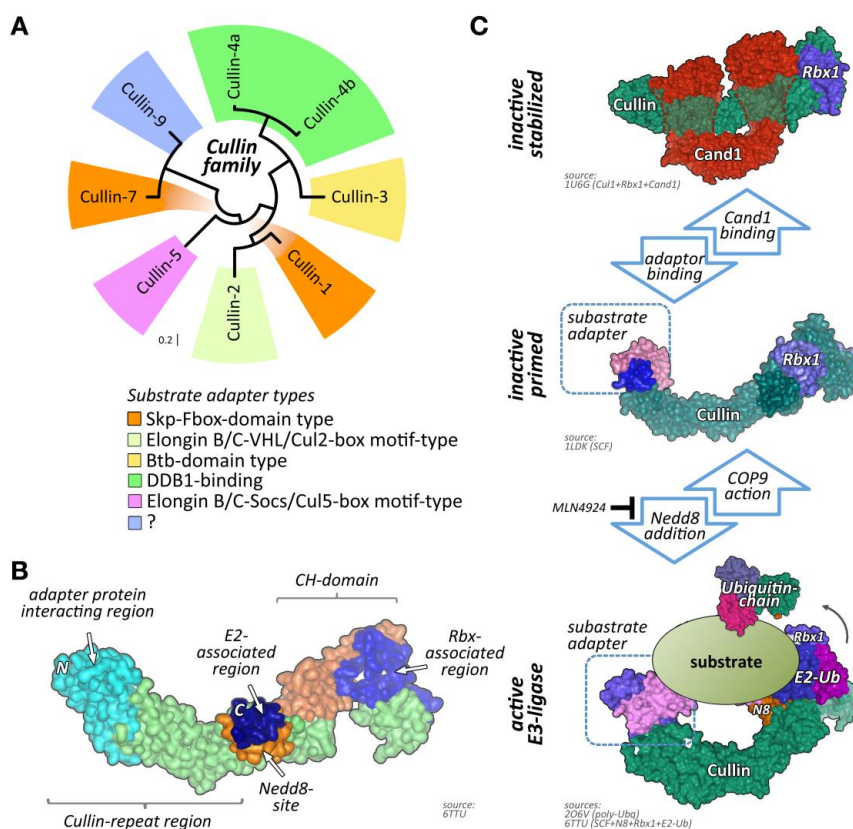 A
Cullin-4a
Cullin-4b
Cullin-9
Cullin
family
Cullin-7
Cullin-3
Cullin-5
Cullin-2
Cullin-1
0.2
Substrate adapter types
Skp-Fbox-domain type
Elongin B/C-VHL/Cul2-box motif-type
Btb-domain type
DDB1-binding
Elongin B/C-Socs/Cul5-box motif-type
?
B
CH-domain
adapter protein
interacting region
E2-
associated
region
Rbx-
associated
region
N
C
Nedd8-
site
Cullin-repeat region
source:
6TTU
C
inactive
stabilized
Cullin
Rbx1
Cand1
source:
1U6G (Cul1+Rbx1+Cand1)
Cand1
binding
adaptor
binding
inactive
primed
subastrate
adapter
Rbx1
Cullin
source:
1LDK (SCF)
COP9
action
MLN4924
Nedd8
addition
active
E3-ligase
Ubiquitin-
chain
subastrate
adapter
substrate
Rbx1
E2-Ub
N8
Cullin
sources:
2O6V (poly-Ubq)
6TTU (SCF+N8+Rbx1+E2-Ub)